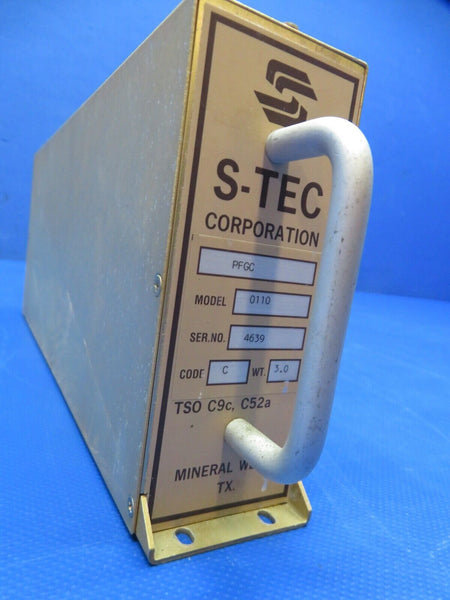 S-TEC
CORPORATION
PFGC
MODEL 0110
SER.NO. 4639
CODE C WT. 3.0
TSO C9c, C52a
MINERAL
TX.